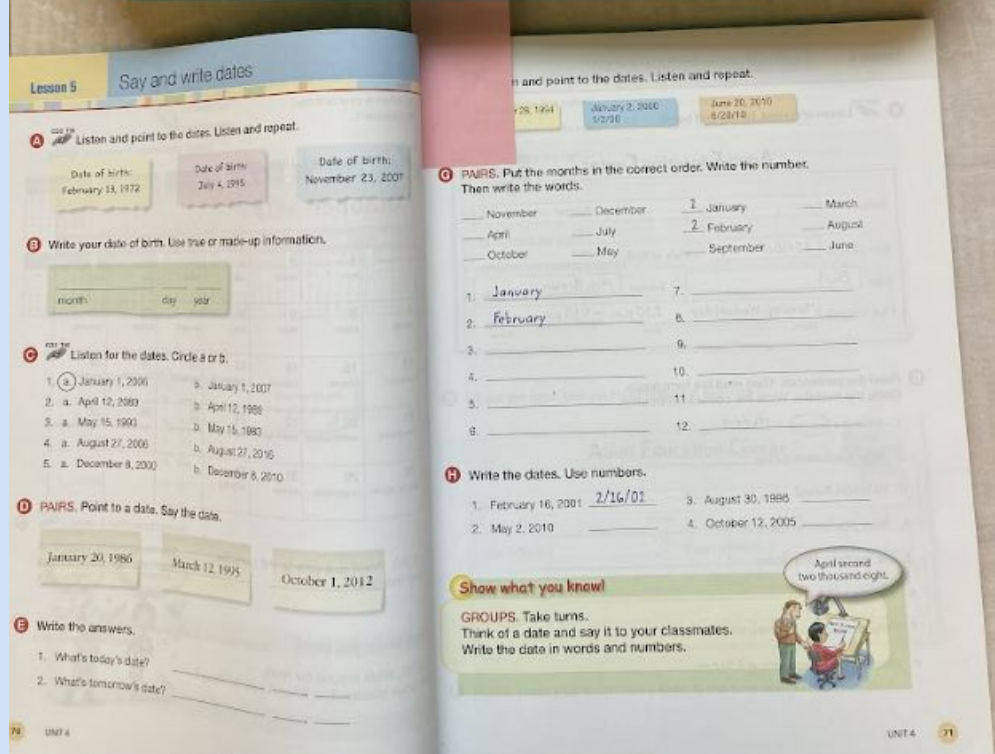 Lesson 5
Say and write dates
A Listen and point to the dates. Listen and repeat.
Date of birth:
February 13, 1972
Date of birth:
July 4, 1995
Date of birth:
November 23, 2001
B Write your date of birth. Use true or made-up information.
month day year
C Listen for the dates. Circle a or b.
1. a. January 1, 2006 b. January 1, 2007
2. a. April 12, b. April 12,
3. a. May 15, b. May 15,
4. a. August 27, 2006 b. August 27, 2016
5. a. December 8, 2000 b. December 8, 2010
D PAIRS. Point to a date. Say the date.
January 20, 1986
March 12, 1995
October 1, 2012
E Write the answers.
1. What's today's date?
2. What's tomorrow's date?
70 UNIT 4
and point to the dates. Listen and repeat.
28, 1994
January 2, 2000
1/2/00
June 20, 2010
6/20/10
G PAIRS. Put the months in the correct order. Write the number.
Then write the words.
November December 2 January March
April July 2 February August
October May September June
1. January 7.
2. February 8.
3. 9.
4. 10.
5. 11
6. 12.
H Write the dates. Use numbers.
1. February 16, 2001 2/16/01 3. August 30, 1998
2. May 2, 2010 4. October 12, 2005
Show what you know!
GROUPS. Take turns.
Think of a date and say it to your classmates.
Write the date in words and numbers.
April second
two thousand eight.
UNIT 4 71